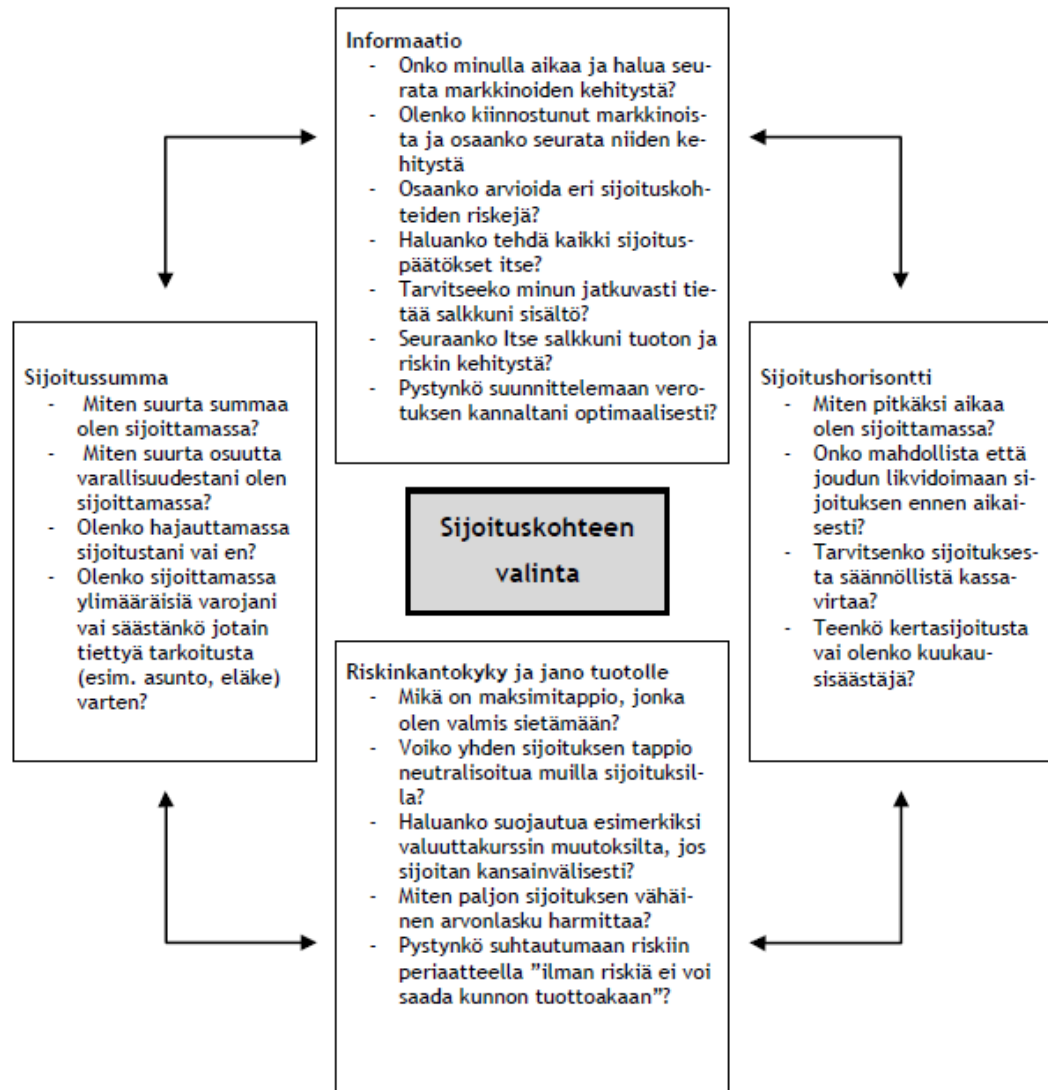 Informaatio
- Onko minulla aikaa ja halua seu-
rata markkinoiden kehitystä?
- Olenko kiinnostunut markkinois-
ta ja osaanko seurata niiden ke-
hitystä
- Osaanko arvioida eri sijoituskoh-
teiden riskejä?
- Haluanko tehdä kaikki sijoitus-
päätökset itse?
- Tarvitseeko minun jatkuvasti tie-
tää salkkuni sisältö?
- Seuraanko Itse salkkuni tuoton ja
riskin kehitystä?
- Pystynkö suunnittelemaan vero-
tuksen kannaltani optimaalisesti?
Sijoitussumma
- Miten suurta summaa
olen sijoittamassa?
- Miten suurta osuutta
varallisuudestani olen
sijoittamassa?
- Olenko hajauttamassa
sijoitustani vai en?
- Olenko sijoittamassa
ylimääräisiä varojani
vai säästänkö jotain
tiettyä tarkoitusta
(esim. asunto, eläke)
varten?
Sijoituskohteen
valinta
Sijoitushorisontti
- Miten pitkäksi aikaa
olen sijoittamassa?
- Onko mahdollista että
joudun likvidoimaan si-
joituksen ennen aikai-
sesti?
- Tarvitsenko sijoitukses-
ta säännöllistä kassa-
virtaa?
- Teenkö kertasijoitusta
vai olenko kuukau-
sisäästäjä?
Riskinkantokyky ja jano tuotolle
- Mikä on maksimitappio, jonka
olen valmis sietämään?
- Voiko yhden sijoituksen tappio
neutralisoitua muilla sijoituksil-
la?
- Haluanko suojautua esimerkiksi
valuuttakurssin muutoksilta, jos
sijoitan kansainvälisesti?
- Miten paljon sijoituksen vähäi-
nen arvonlasku harmittaa?
- Pystynkö suhtautumaan riskiin
periaatteella ”ilman riskiä ei voi
saada kunnon tuottoakaan”?